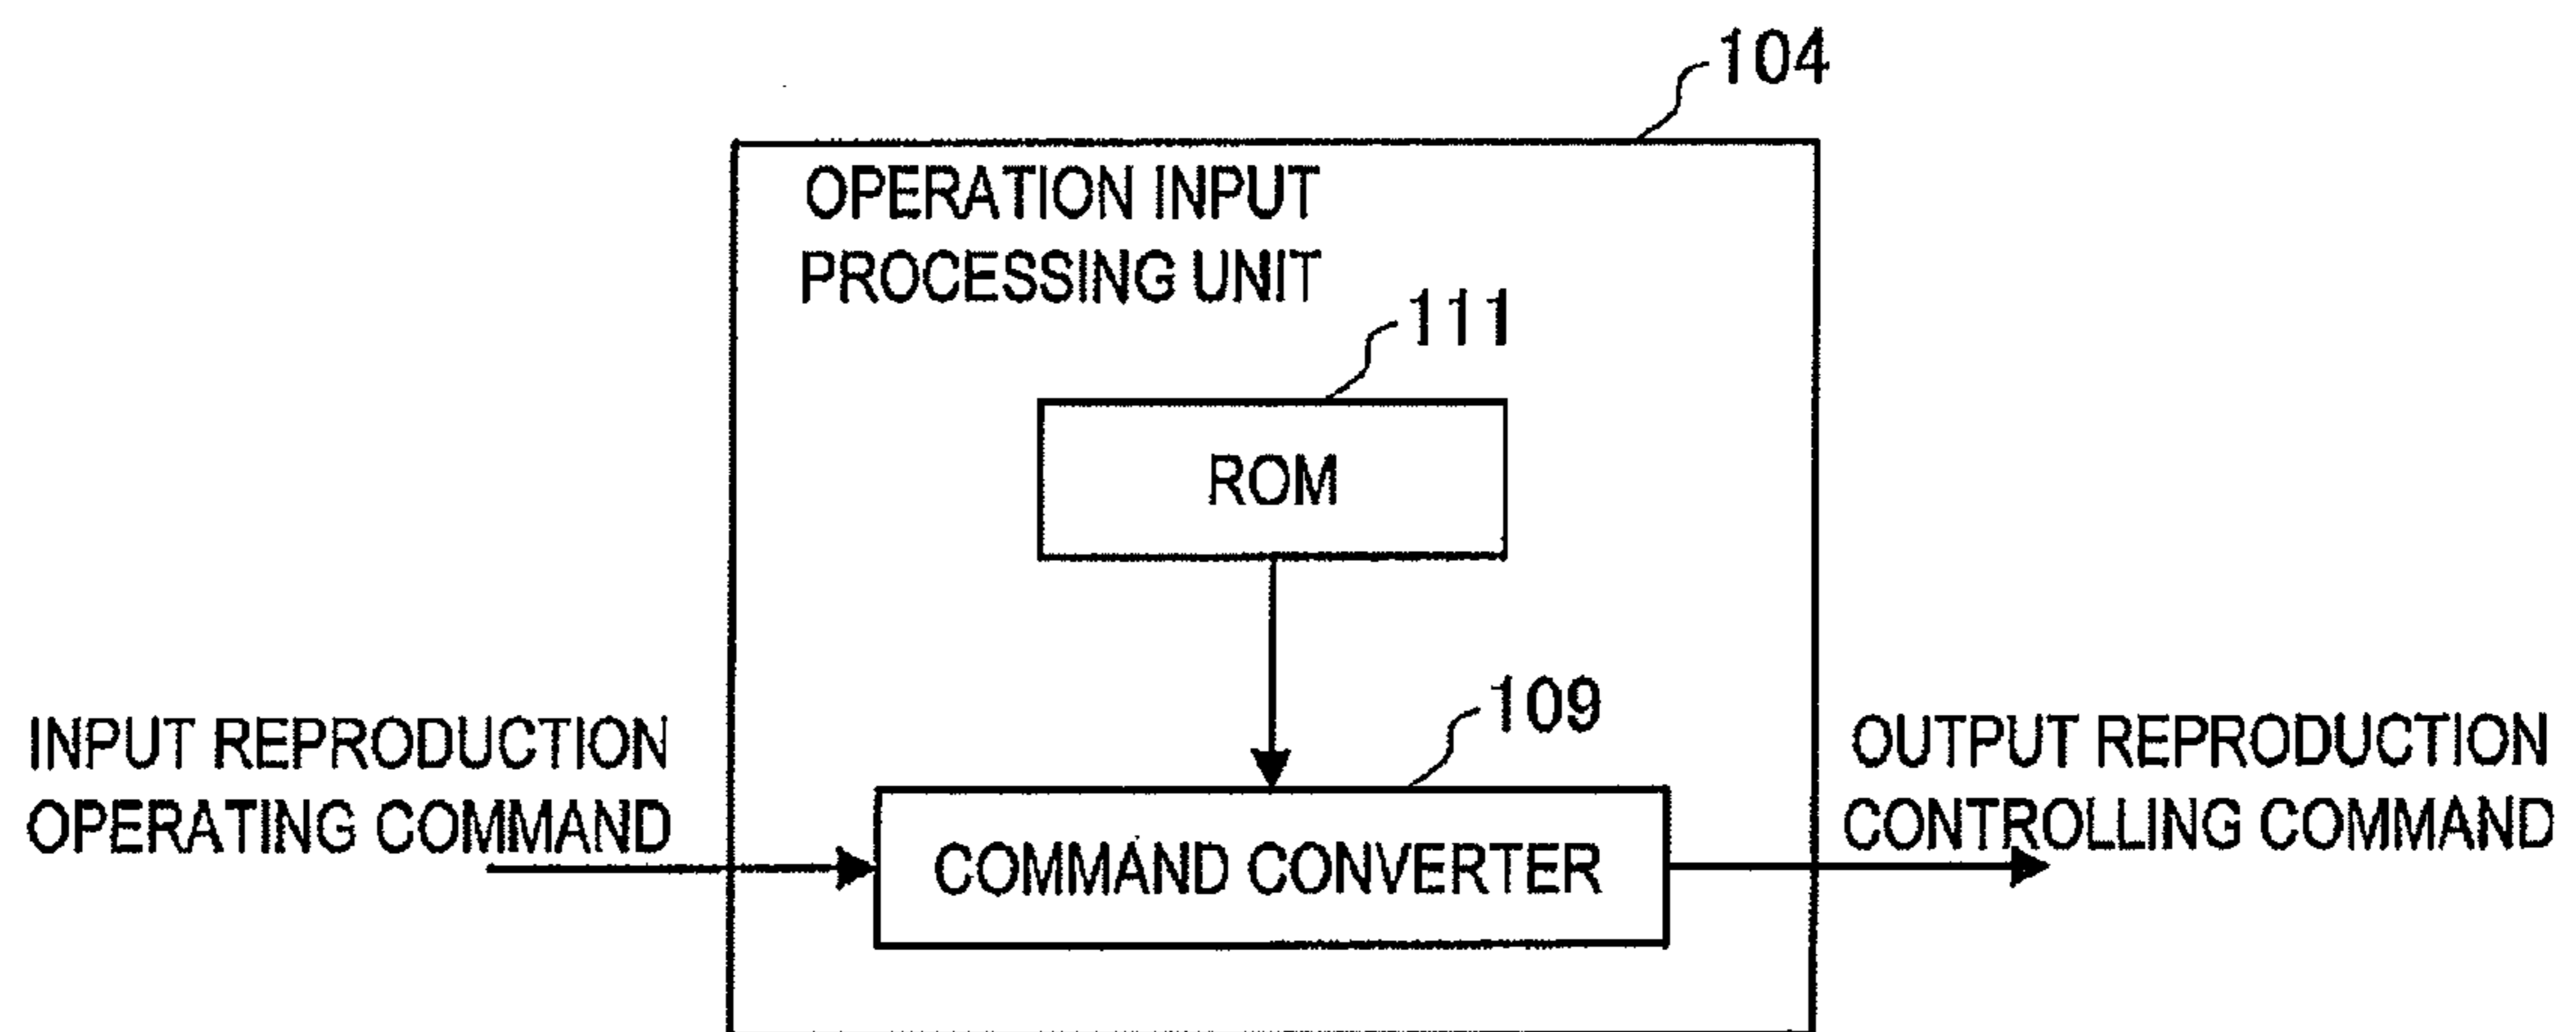 104
OPERATION INPUT
PROCESSING UNIT
111
ROM
109
INPUT REPRODUCTION
OPERATING COMMAND
COMMAND CONVERTER
OUTPUT REPRODUCTION
CONTROLLING COMMAND